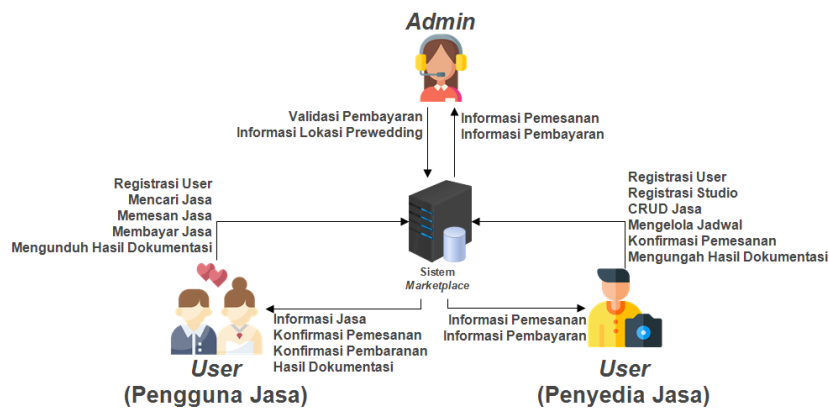 Admin
Validasi Pembayaran
Informasi Lokasi Prewedding
Informasi Pemesanan
Informasi Pembayaran
Registrasi User
Mencari Jasa
Memesan Jasa
Membayar Jasa
Mengunduh Hasil Dokumentasi
Registrasi User
Registrasi Studio
CRUD Jasa
Mengelola Jadwal
Konfirmasi Pemesanan
Mengungah Hasil Dokumentasi
Sistem
Marketplace
Informasi Jasa
Konfirmasi Pemesanan
Konfirmasi Pembaranan
Hasil Dokumentasi
Informasi Pemesanan
Informasi Pembayaran
User
(Pengguna Jasa)
User
(Penyedia Jasa)